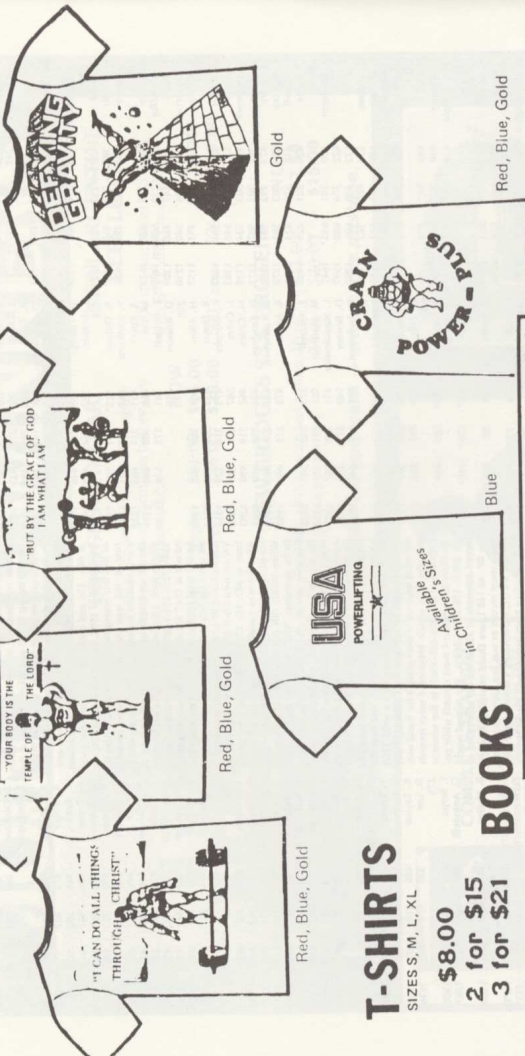 "I CAN DO ALL THINGS
THROUGH CHRIST"
Red, Blue, Gold
"YOUR BODY IS THE
TEMPLE OF THE LORD"
Red, Blue, Gold
"BUT BY THE GRACE OF GOD
I AM WHAT I AM"
Red, Blue, Gold
DEFYING
GRAVITY
Gold
T-SHIRTS
SIZES S, M, L, XL
$8.00
2 for $15
3 for $21
USA
POWERLIFTING
Available
in Children's Sizes
Blue
CRAIN
POWER-PLUS
Red, Blue, Gold
BOOKS